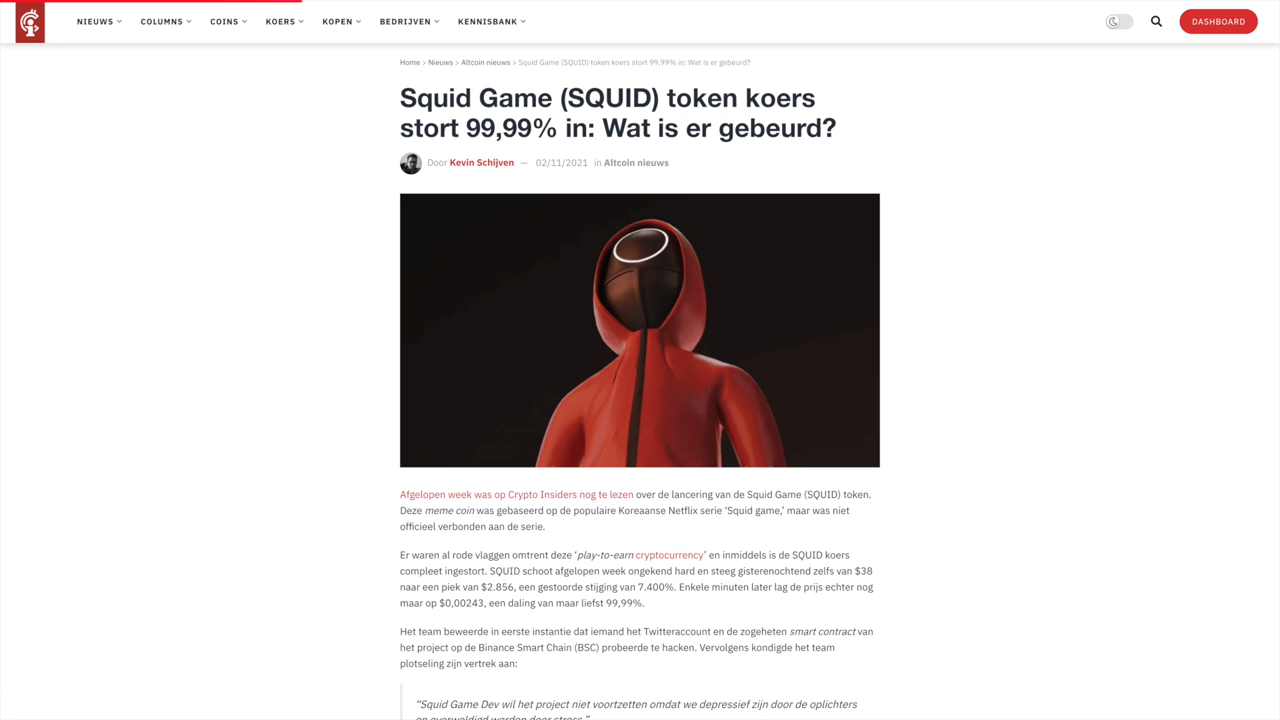 NIEUWS COLUMNS COINS KOERS KOPEN BEDRIJVEN KENNISBANK DASHBOARD
Home > Nieuws > Altcoin nieuws > Squid Game (SQUID) token koers stort 99,99% in: Wat is er gebeurd?
Squid Game (SQUID) token koers
stort 99,99% in: Wat is er gebeurd?
Door Kevin Schijven — 02/11/2021 in Altcoin nieuws
Afgelopen week was op Crypto Insiders nog te lezen over de lancering van de Squid Game (SQUID) token.
Deze meme coin was gebaseerd op de populaire Koreaanse Netflix serie ‘Squid game,’ maar was niet
officieel verbonden aan de serie.
Er waren al rode vlaggen omtrent deze ‘play-to-earn cryptocurrency’ en inmiddels is de SQUID koers
compleet ingestort. SQUID schoot afgelopen week ongekend hard en steeg gisterenochtend zelfs van $38
naar een piek van $2.856, een gestoorde stijging van 7.400%. Enkele minuten later lag de prijs echter nog
maar op $0,00243, een daling van maar liefst 99,99%.
Het team beweerde in eerste instantie dat iemand het Twitteraccount en de zogeheten smart contract van
het project op de Binance Smart Chain (BSC) probeerde te hacken. Vervolgens kondigde het team
plotseling zijn vertrek aan:
“Squid Game Dev wil het project niet voortzetten omdat we depressief zijn door de oplichters
en overweldigd worden door stress.”